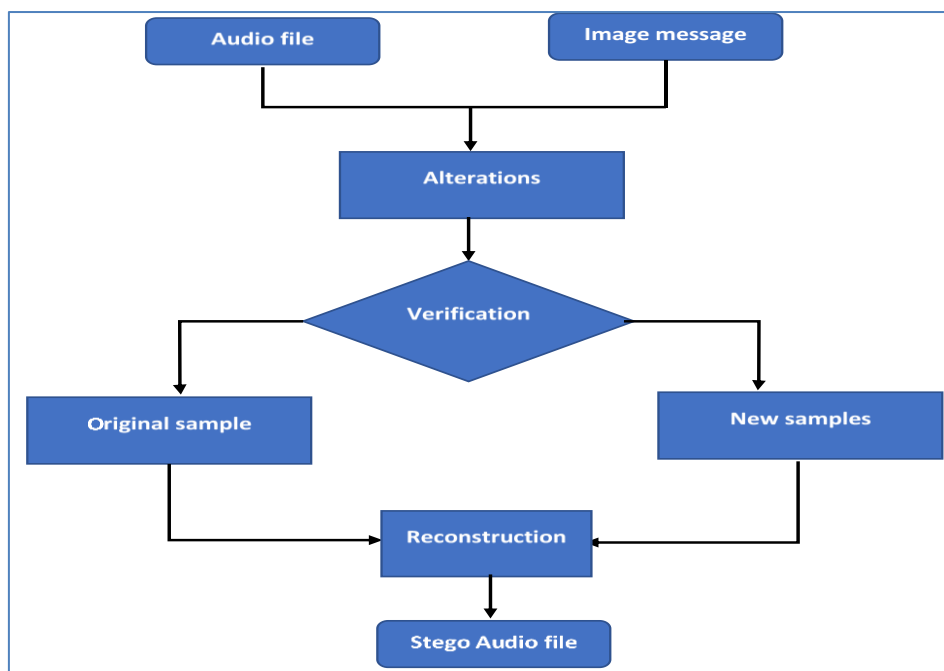 Audio file
Image message
Alterations
Verification
Original sample
New samples
Reconstruction
Stego Audio file